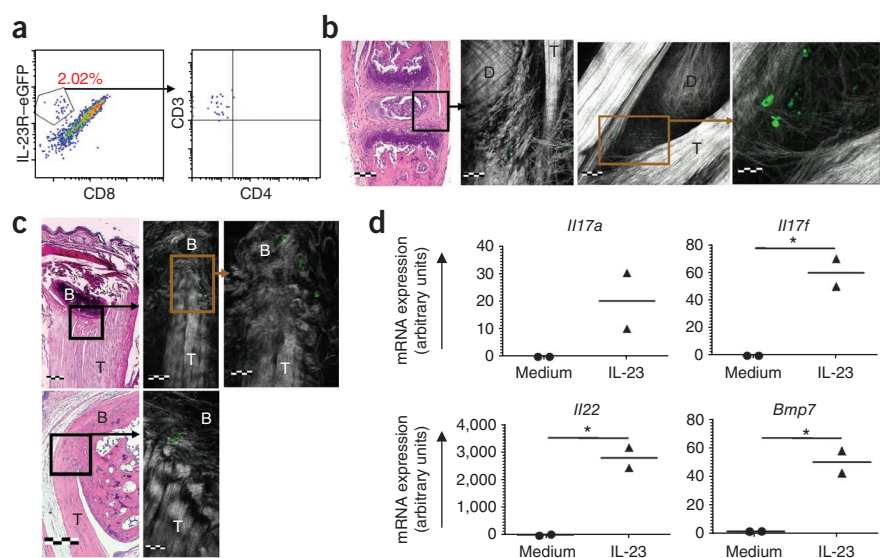 a
IL-23R–eGFP
2.02%
CD8
CD3
CD4
b
D
T
D
T
c
B
T
B
T
B
T
B
T
B
T
d
Il17a
mRNA expression
(arbitrary units)
40
30
20
10
0
Medium
IL-23
Il17f
80
60
40
20
0
*
Medium
IL-23
Il22
mRNA expression
(arbitrary units)
4,000
3,000
2,000
1,000
0
*
Medium
IL-23
Bmp7
80
60
40
20
0
*
Medium
IL-23